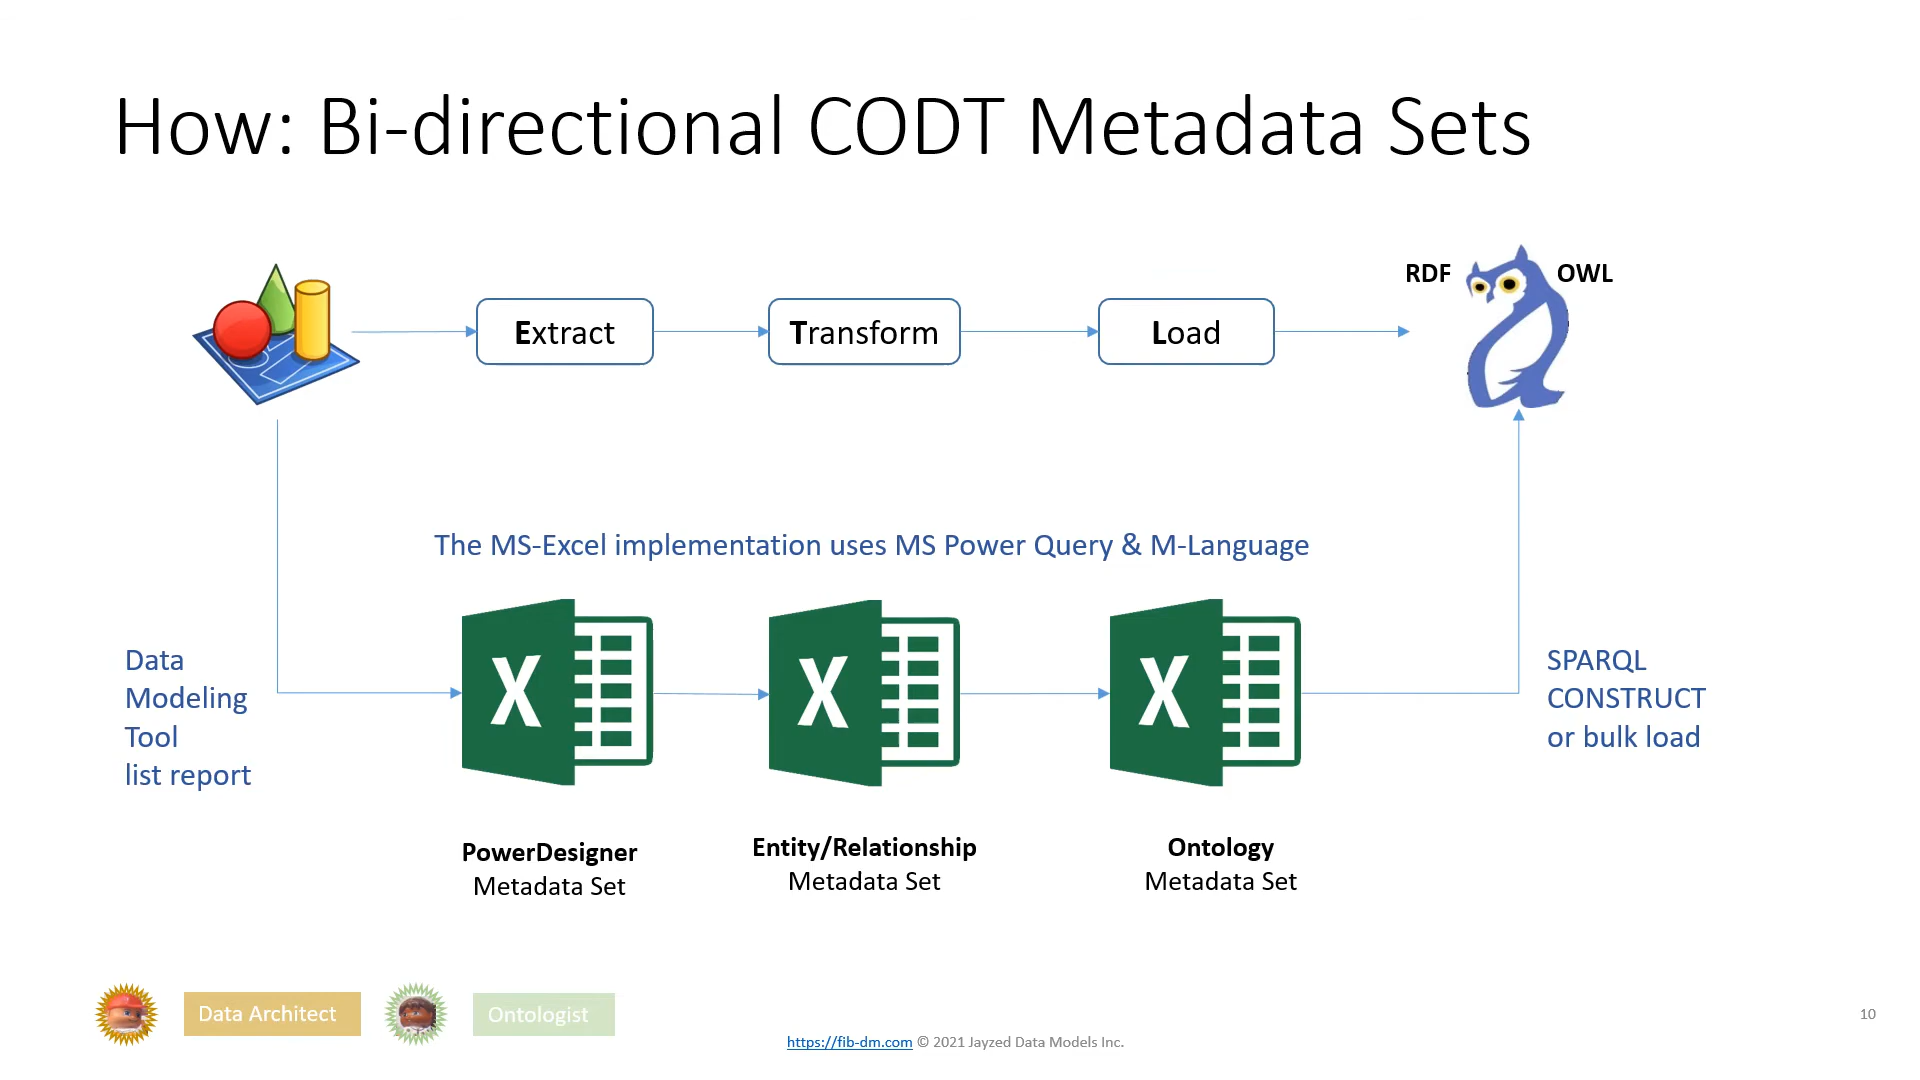 How: Bi-directional CODT Metadata Sets
RDF
OWL
Extract
Transform
Load
The MS-Excel implementation uses MS Power Query & M-Language
Data
Modeling
Tool
list report
X
X
X
SPARQL
CONSTRUCT
or bulk load
PowerDesigner
Metadata Set
Entity/Relationship
Metadata Set
Ontology
Metadata Set
Data Architect
Ontologist
https://fib-dm.com © 2021 Jayzed Data Models Inc.
10